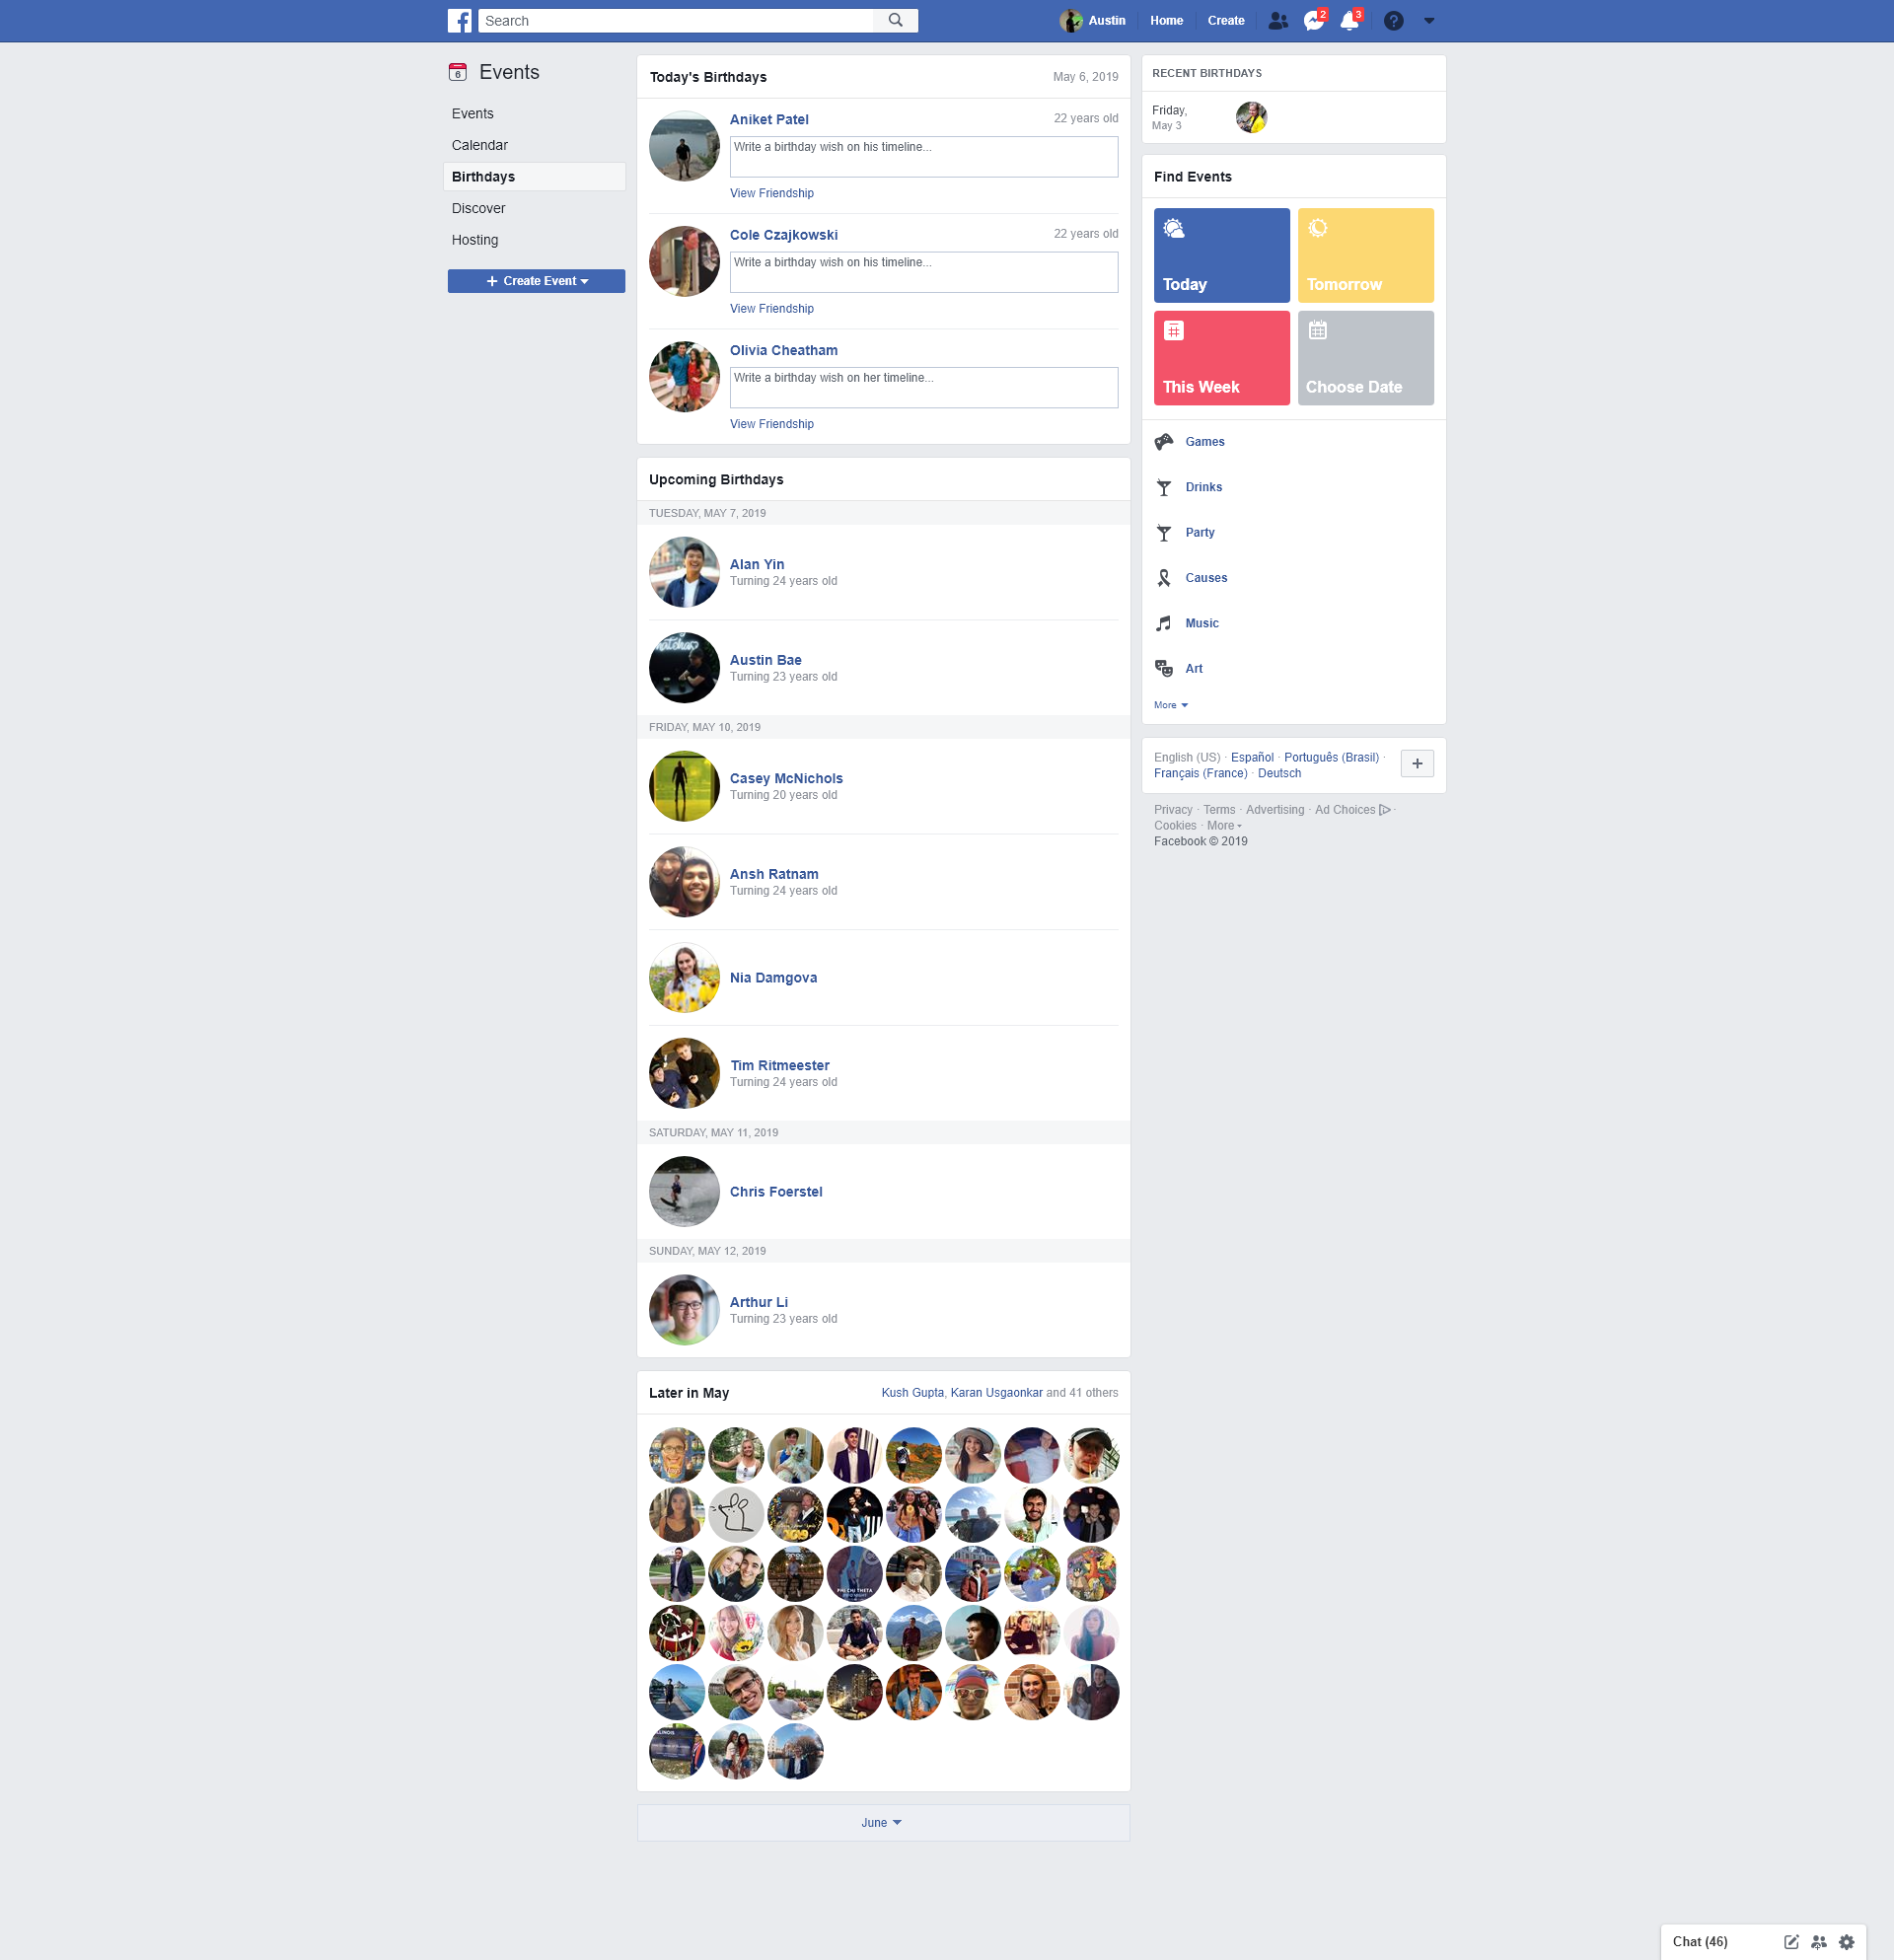 Search
Austin
Home
Create
2
3
6
Events
Events
Calendar
Birthdays
Discover
Hosting
+ Create Event
Today's Birthdays
May 6, 2019
Aniket Patel
22 years old
Write a birthday wish on his timeline...
View Friendship
Cole Czajkowski
22 years old
Write a birthday wish on his timeline...
View Friendship
Olivia Cheatham
Write a birthday wish on her timeline...
View Friendship
Upcoming Birthdays
TUESDAY, MAY 7, 2019
Alan Yin
Turning 24 years old
Austin Bae
Turning 23 years old
FRIDAY, MAY 10, 2019
Casey McNichols
Turning 20 years old
Ansh Ratnam
Turning 24 years old
Nia Damgova
Tim Ritmeester
Turning 24 years old
SATURDAY, MAY 11, 2019
Chris Foerstel
SUNDAY, MAY 12, 2019
Arthur Li
Turning 23 years old
Later in May
Kush Gupta, Karan Usgaonkar and 41 others
2019
PHI CHI THETA
ILLINOIS
June
RECENT BIRTHDAYS
Friday,
May 3
Find Events
Today
Tomorrow
This Week
Choose Date
Games
Drinks
Party
Causes
Music
Art
More
English (US) · Español · Português (Brasil) ·
Français (France) · Deutsch
+
Privacy · Terms · Advertising · Ad Choices ·
Cookies · More
Facebook © 2019
Chat (46)